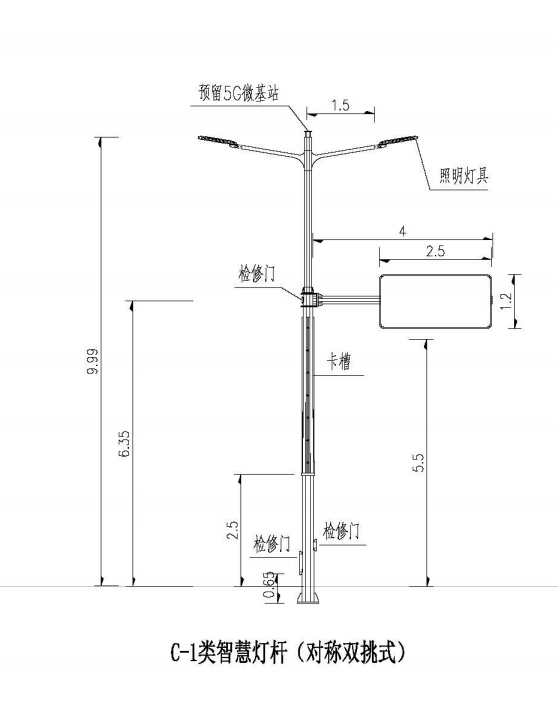 预留5G微基站
1.5
照明灯具
4
2.5
检修门
1.2
卡槽
9.99
6.35
5.5
2.5
检修门
检修门
0.65
C-1类智慧灯杆（对称双挑式）